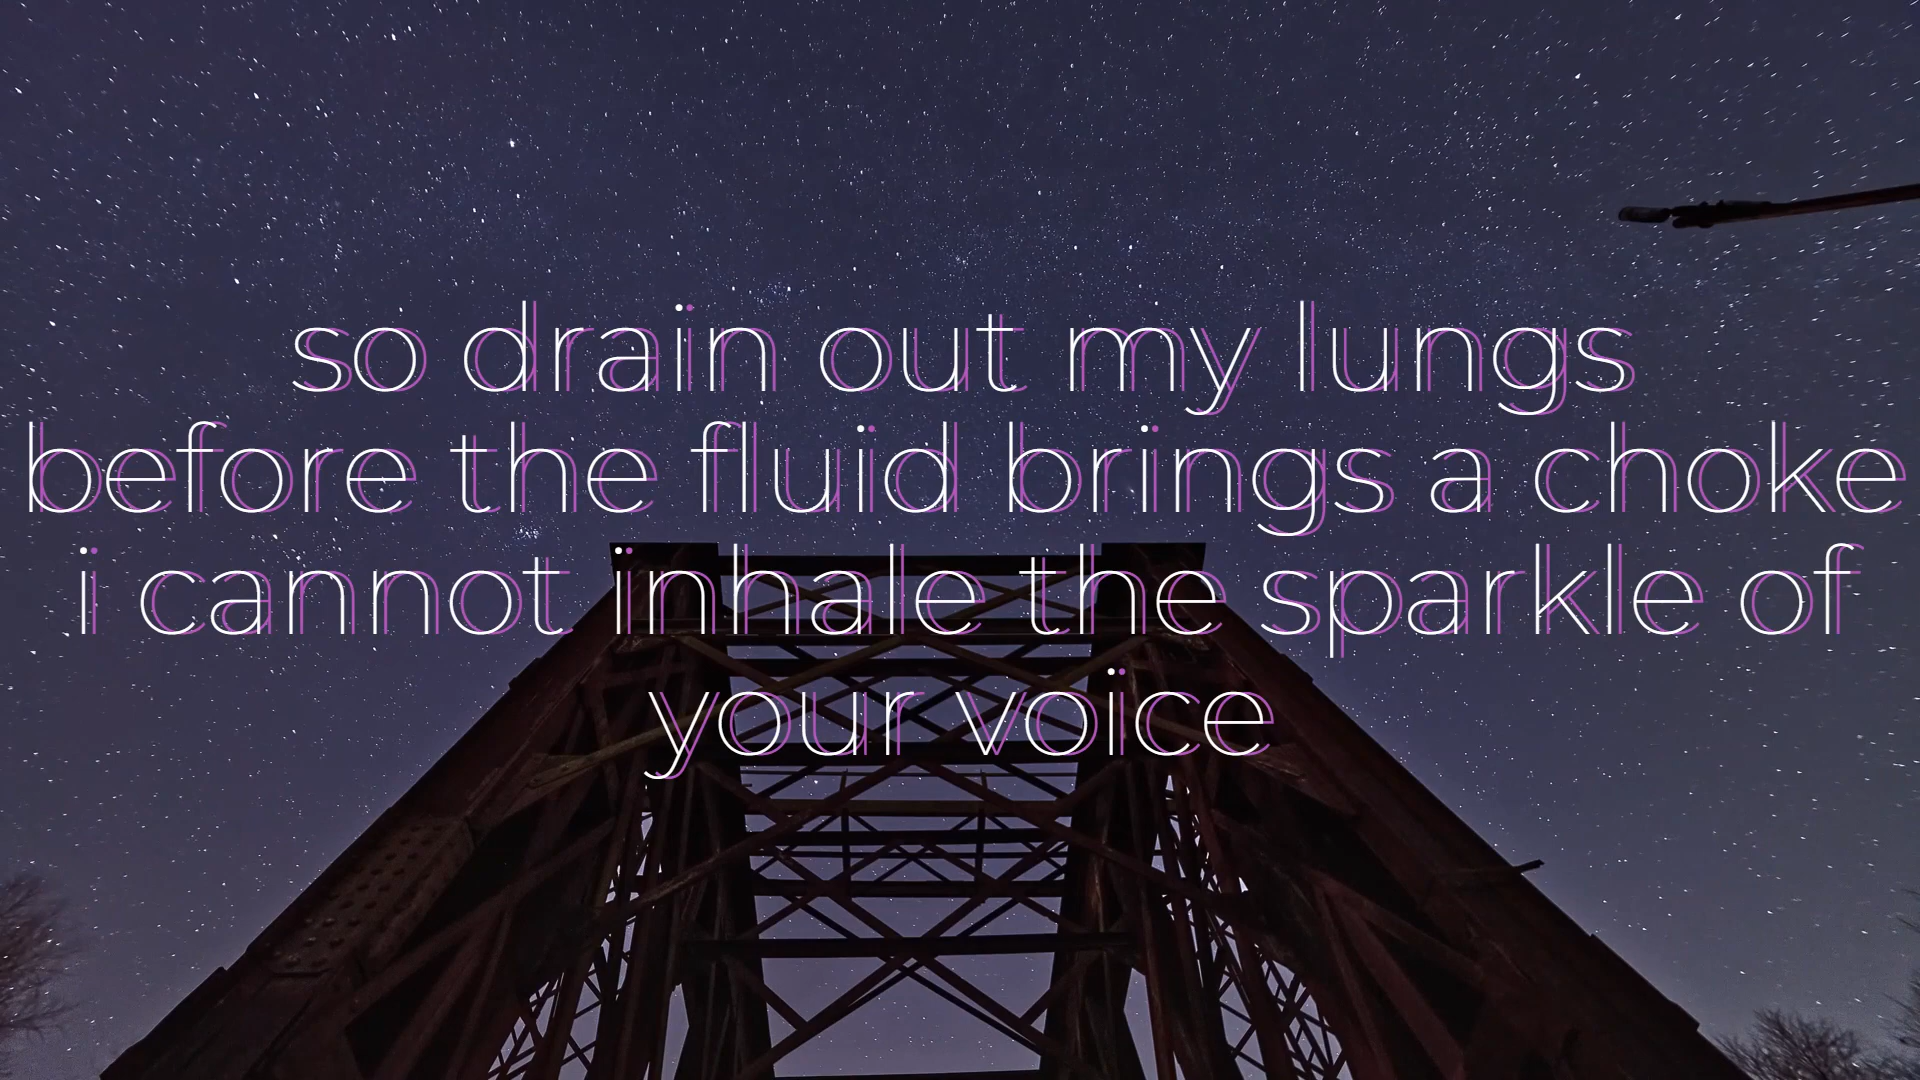 so drain out my lungs
before the fluid brings a choke
i cannot inhale the sparkle of
your voice